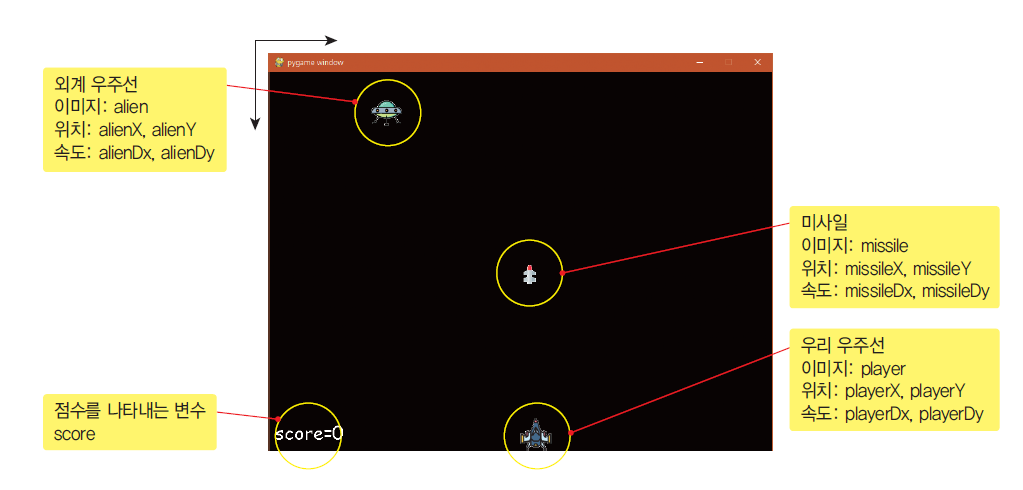 pygame window
외계 우주선
이미지: alien
위치: alienX, alienY
속도: alienDx, alienDy
미사일
이미지: missile
위치: missileX, missileY
속도: missileDx, missileDy
우리 우주선
이미지: player
위치: playerX, playerY
속도: playerDx, playerDy
점수를 나타내는 변수
score
score=0